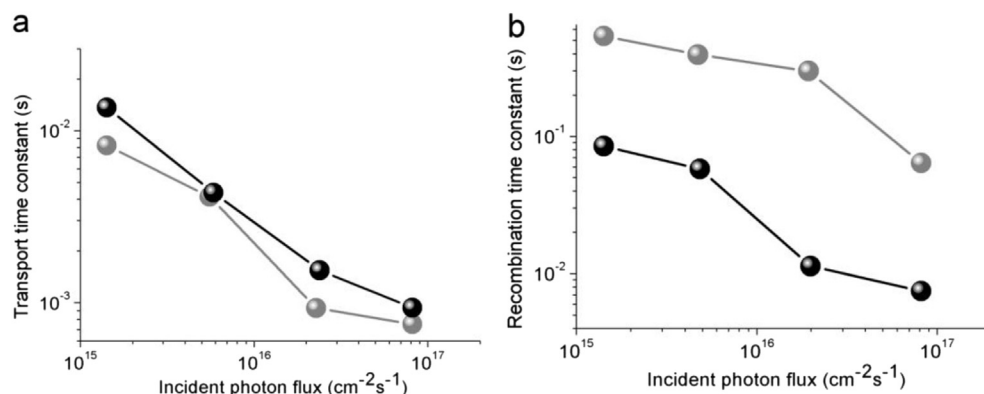 a
Transport time constant (s)
10^-2
10^-3
10^15
10^16
10^17
Incident photon flux (cm^-2s^-1)
b
Recombination time constant (s)
10^-1
10^-2
10^15
10^16
10^17
Incident photon flux (cm^-2s^-1)